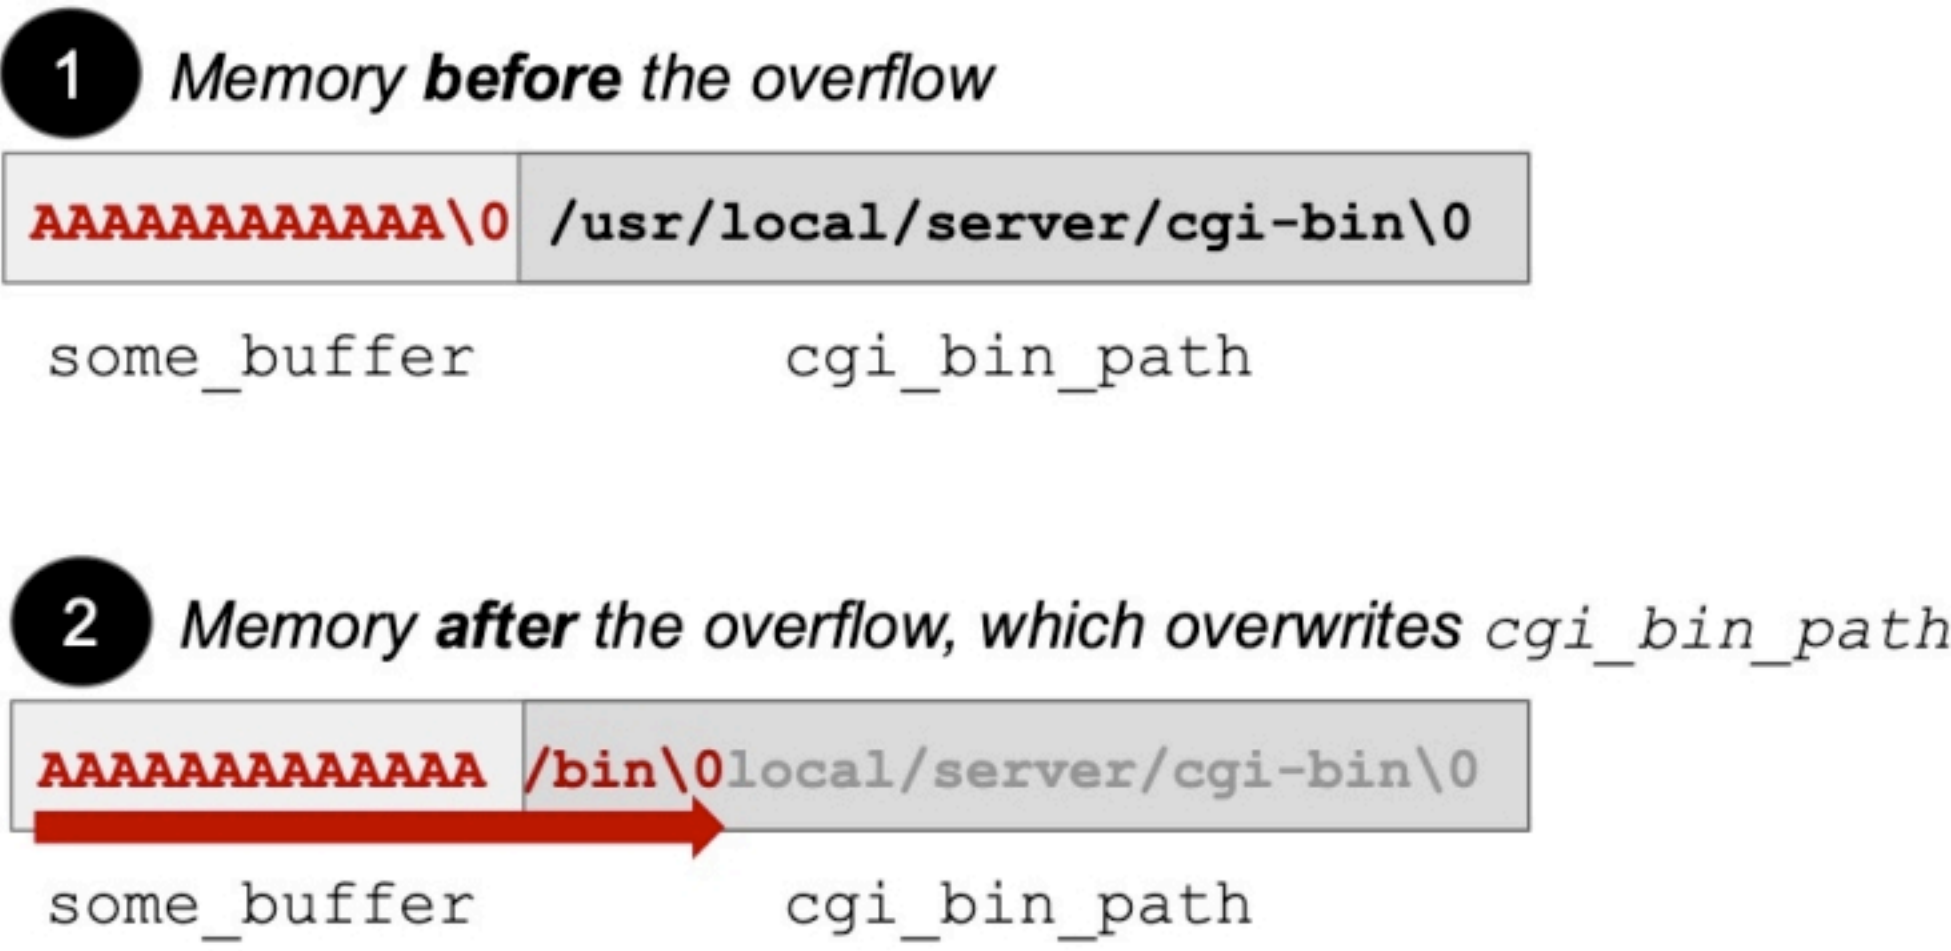 1 Memory before the overflow
AAAAAAAAAAAA\0 /usr/local/server/cgi-bin\0
some_buffer cgi_bin_path
2 Memory after the overflow, which overwrites cgi_bin_path
AAAAAAAAAAAAA /bin\0local/server/cgi-bin\0
some_buffer cgi_bin_path